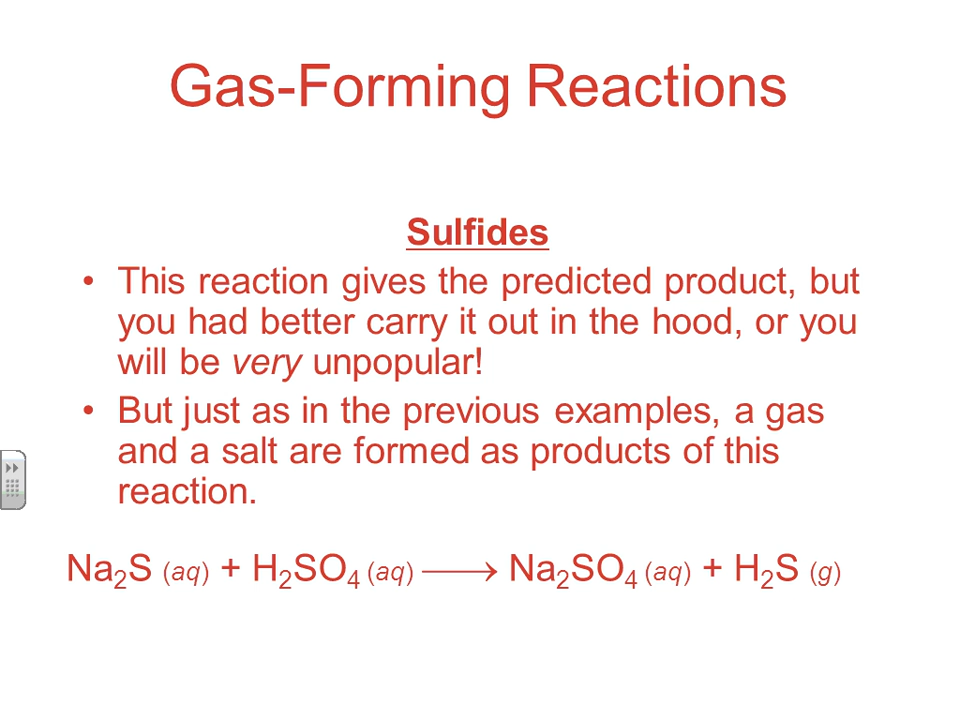 Gas-Forming Reactions
Sulfides
• This reaction gives the predicted product, but
you had better carry it out in the hood, or you
will be very unpopular!
• But just as in the previous examples, a gas
and a salt are formed as products of this
reaction.
Na₂S (aq) + H₂SO₄ (aq) ⟶ Na₂SO₄ (aq) + H₂S (g)